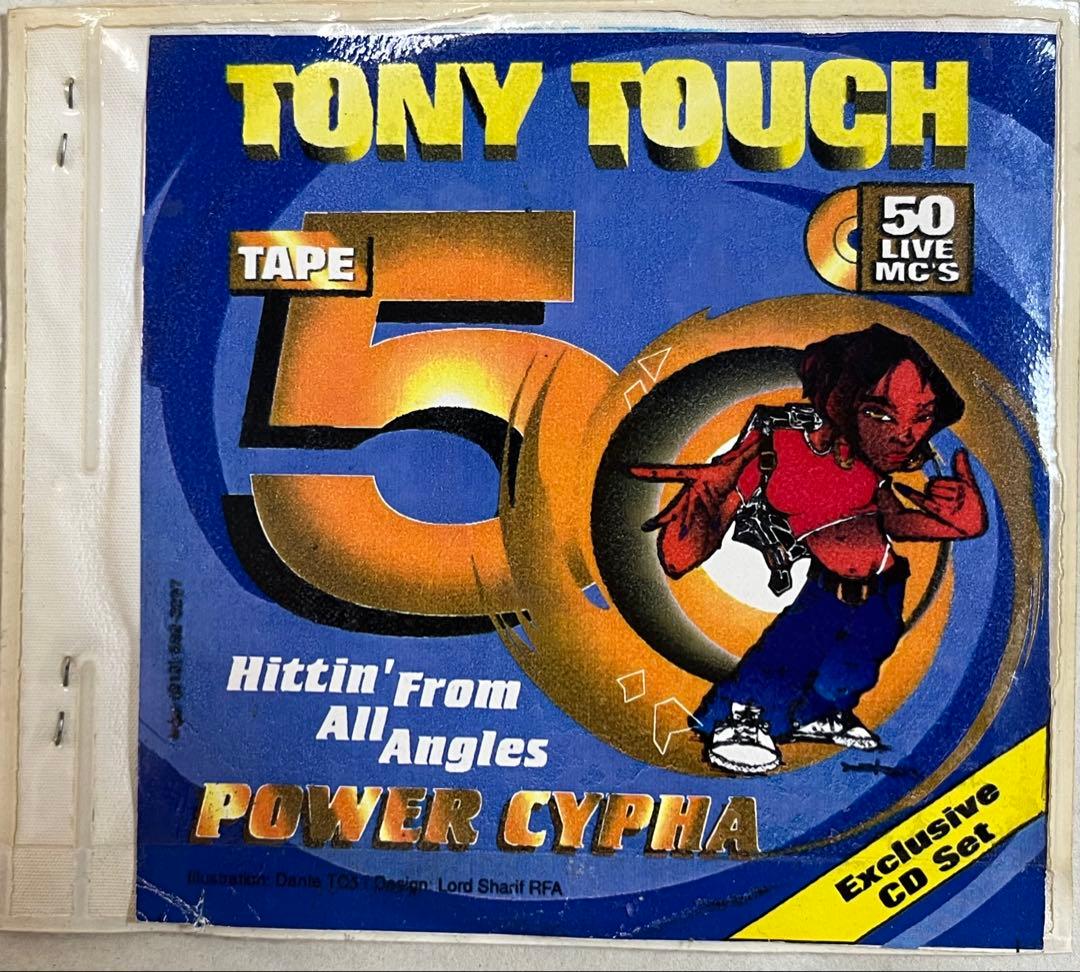 TONY TOUCH
TAPE
50
50
LIVE
MC'S
Hittin' From
All Angles
POWER CYPHA
Illustration: Dante TOST Design: Lord Sharif RFA
Exclusive
CD Set